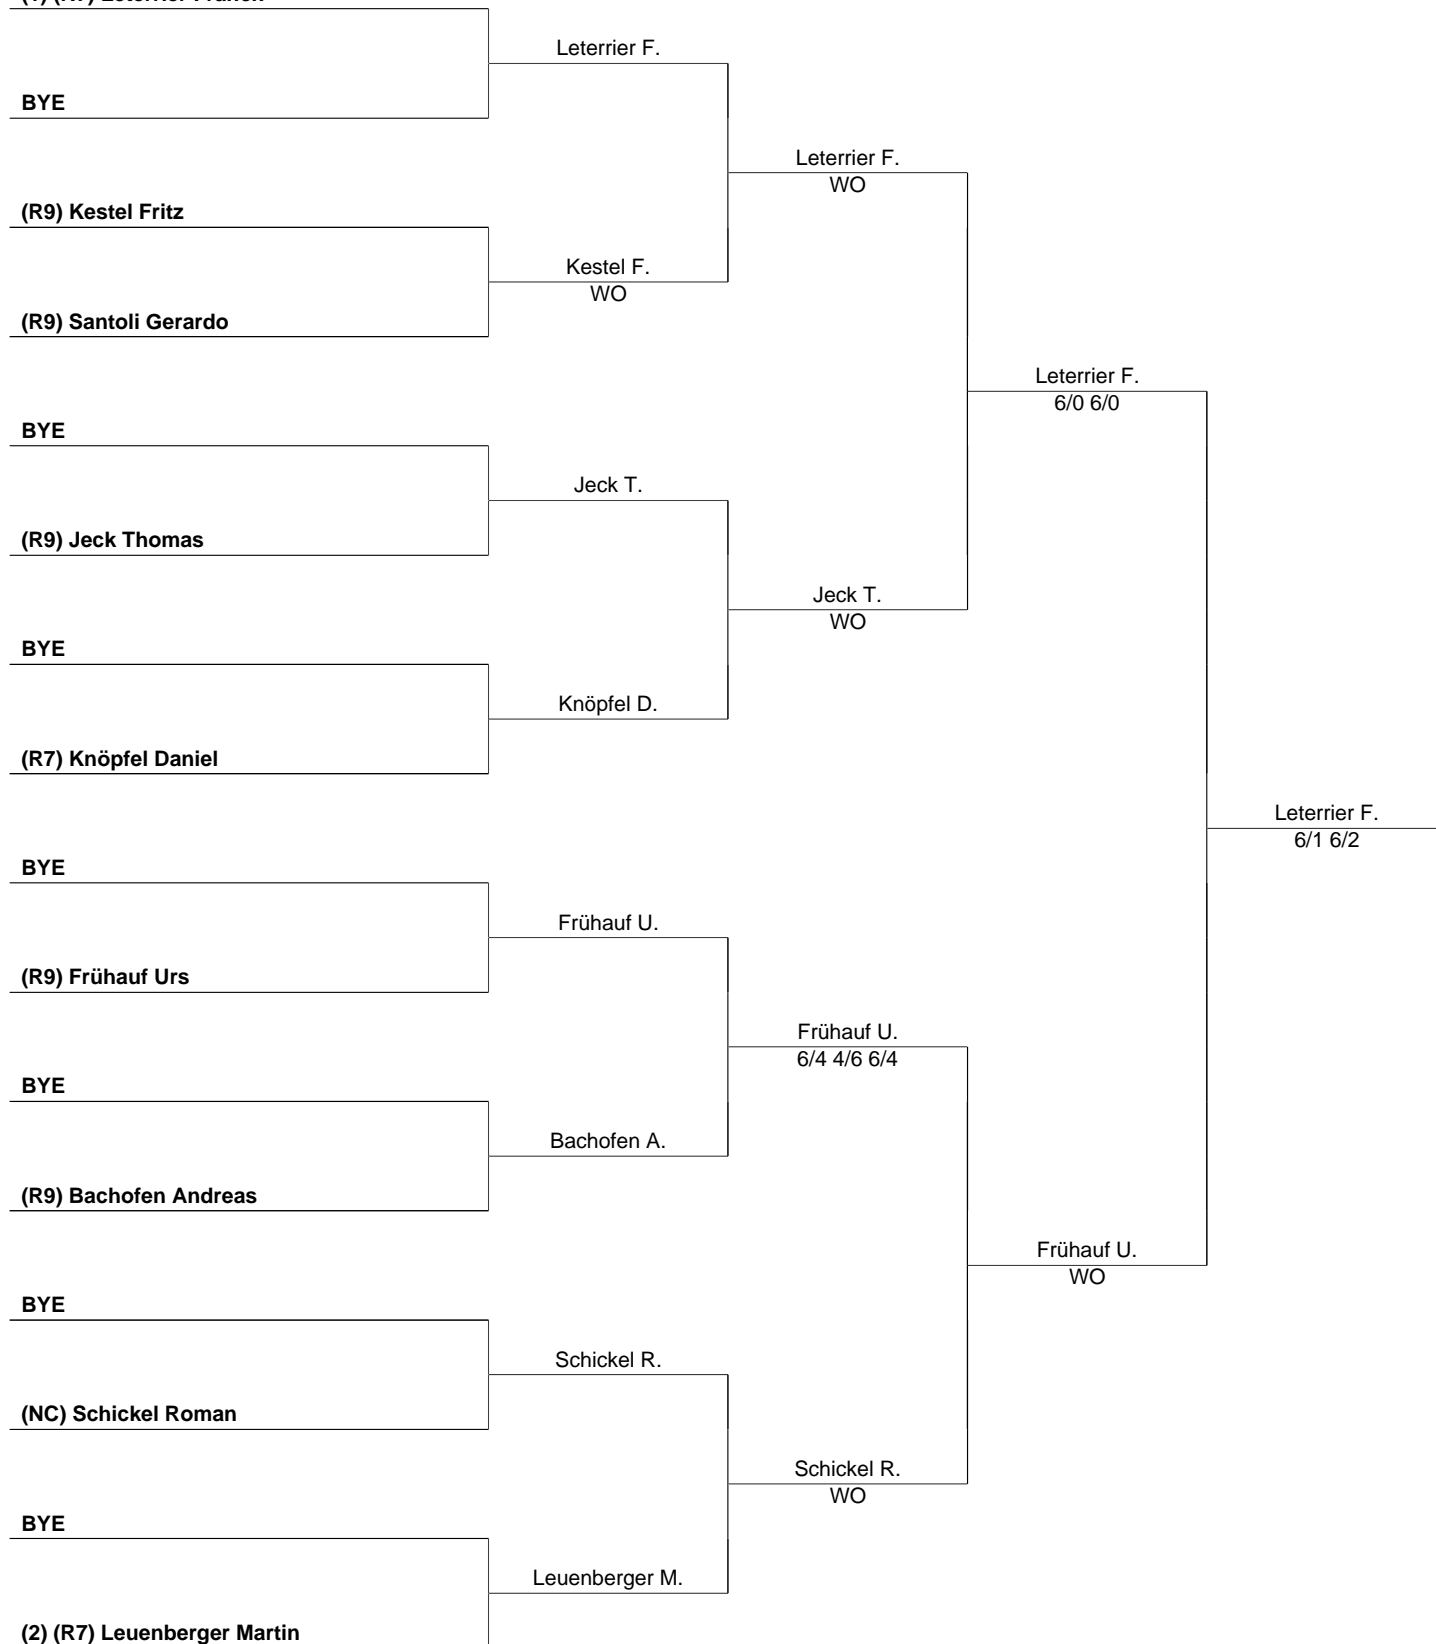 Leterrier F.
BYE
Leterrier F.
WO
(R9) Kestel Fritz
Kestel F.
WO
(R9) Santoli Gerardo
Leterrier F.
6/0 6/0
BYE
Jeck T.
(R9) Jeck Thomas
Jeck T.
WO
BYE
Knöpfel D.
(R7) Knöpfel Daniel
Leterrier F.
6/1 6/2
BYE
Frühauf U.
(R9) Frühauf Urs
Frühauf U.
6/4 4/6 6/4
BYE
Bachofen A.
(R9) Bachofen Andreas
Frühauf U.
WO
BYE
Schickel R.
(NC) Schickel Roman
Schickel R.
WO
BYE
Leuenberger M.
(2) (R7) Leuenberger Martin